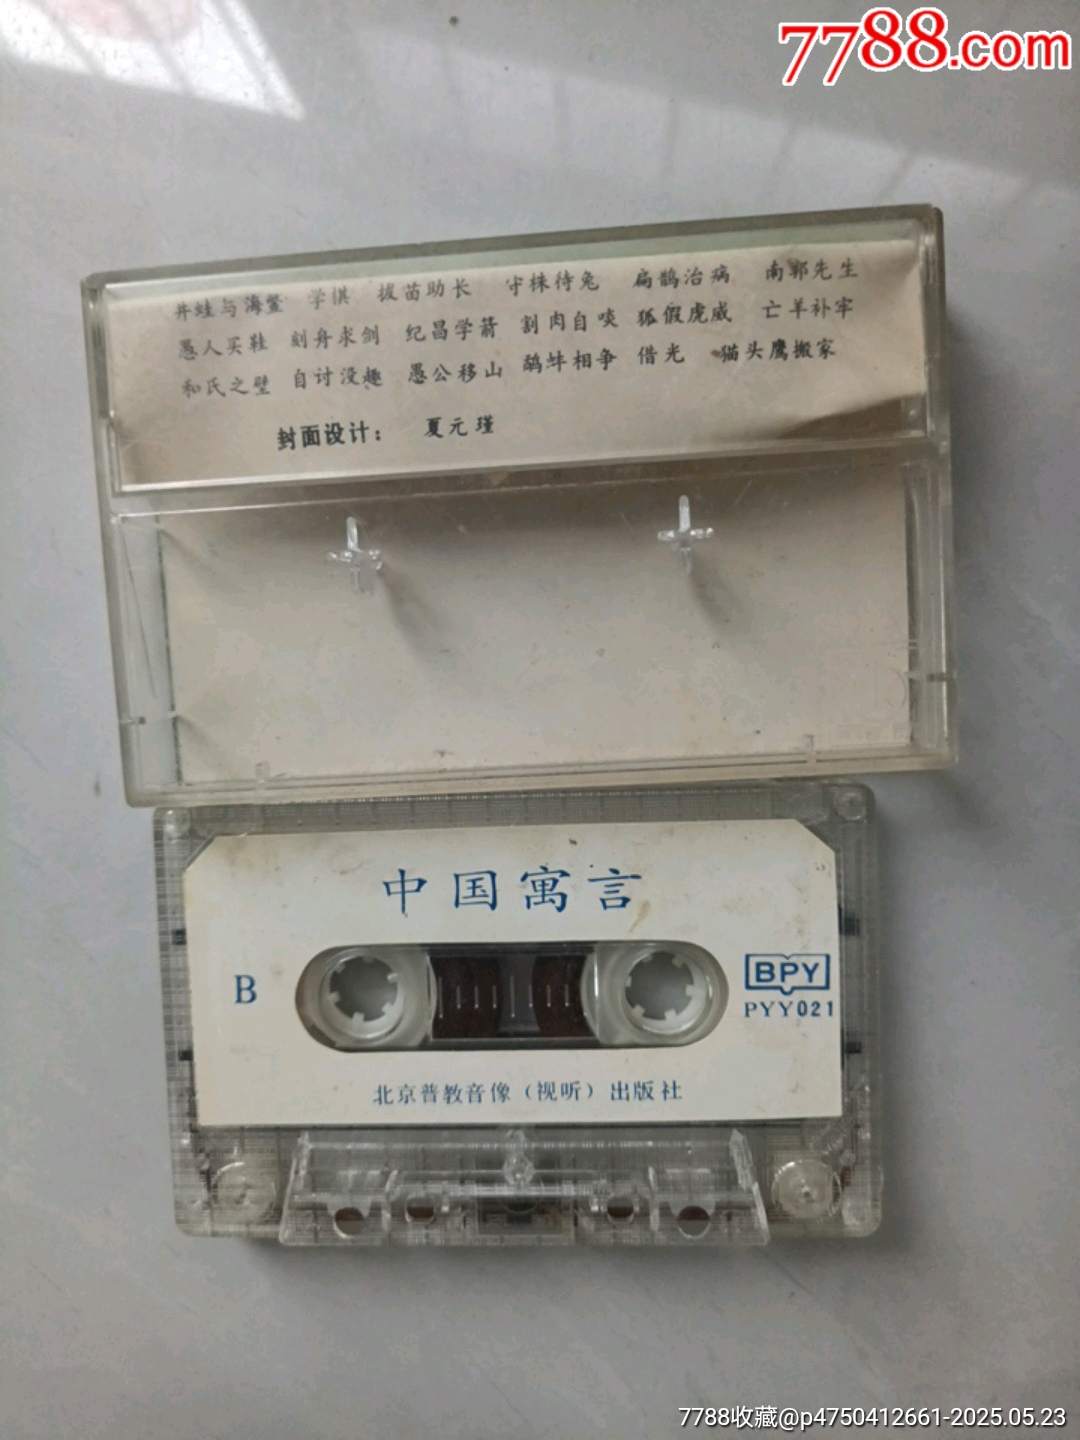 7788.com
井蛙与海鳖 学棋 拔苗助长 守株待兔 扁鹊治病 南郭先生
愚人买鞋 刻舟求剑 纪昌学箭 割肉自啖 狐假虎威 亡羊补牢
和氏之璧 自讨没趣 愚公移山 鹬蚌相争 借光 猫头鹰搬家
封面设计： 夏元瑾
中国寓言
B
BPY
PYY021
北京普教音像（视听）出版社
7788收藏@p4750412661-2025.05.23